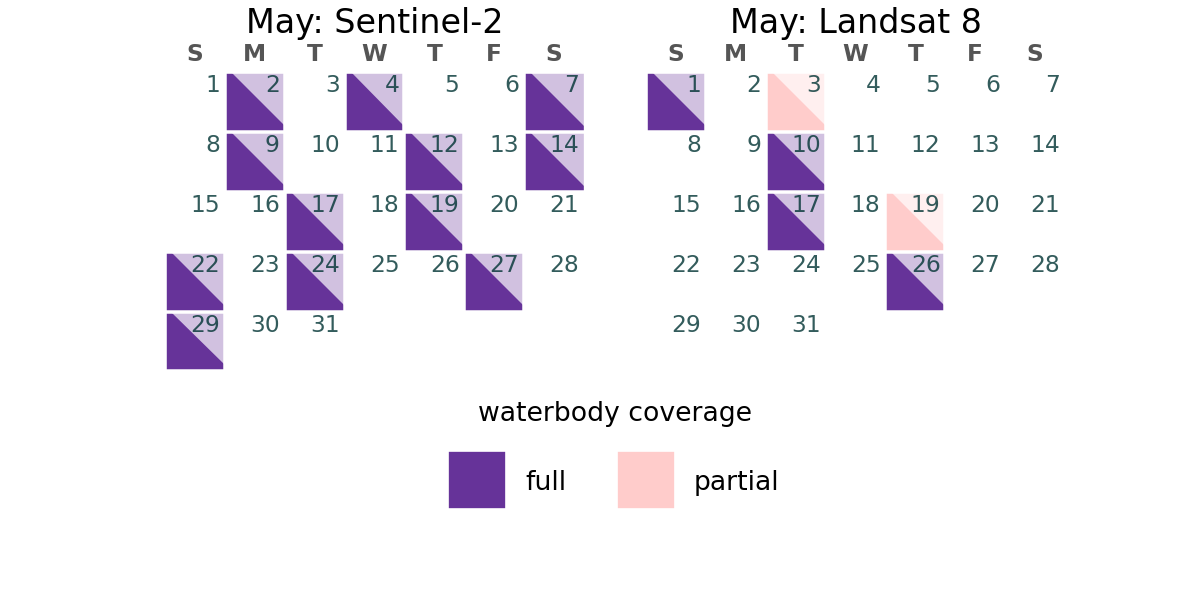 May: Sentinel-2
S M T W T F S
1 2 3 4 5 6 7
8 9 10 11 12 13 14
15 16 17 18 19 20 21
22 23 24 25 26 27 28
29 30 31
May: Landsat 8
S M T W T F S
1 2 3 4 5 6 7
8 9 10 11 12 13 14
15 16 17 18 19 20 21
22 23 24 25 26 27 28
29 30 31
waterbody coverage
full
partial